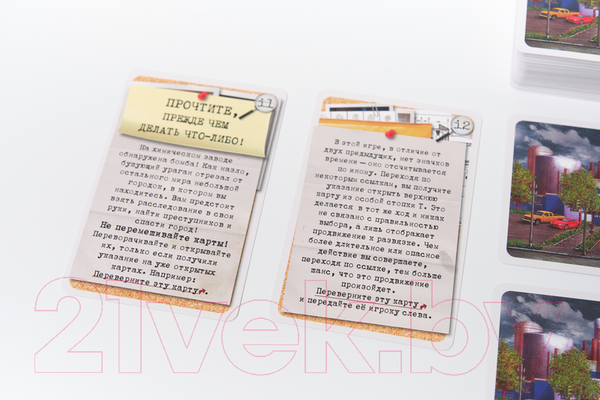 i1
ПРОЧТИТЕ,
ПРЕЖДЕ ЧЕМ
ДЕЛАТЬ ЧТО-ЛИБО!
На химическом заводе
обнаружена бомба! Как назло,
бушующий ураган отрезал от
остального мира небольшой
городок, в котором вы
находитесь. Вам предстоит
взять расследование в свои
руки, найти преступников и
спасти город!
Не перемешивайте карты!
Переворачивайте и открывайте
их, только если получили
указание на уже открытых
картах. Например:
Переверните эту карту.
i2
В этой игре, в отличие от
двух предыдущих, нет значков
времени — оно отсчитывается
по иному. Переходя по
некоторым ссылкам, вы получите
указание открыть верхнюю
карту из особой стопки Т. Это
делается в тот же ход и никак
не связано с правильностью
выбора, а лишь отображает
продвижение к развязке. Чем
более длительное или опасное
действие вы совершаете,
переходя по ссылке, тем больше
шанс, что это продвижение
произойдет.
Переверните эту карту
и передайте её игроку слева.
21vek.by